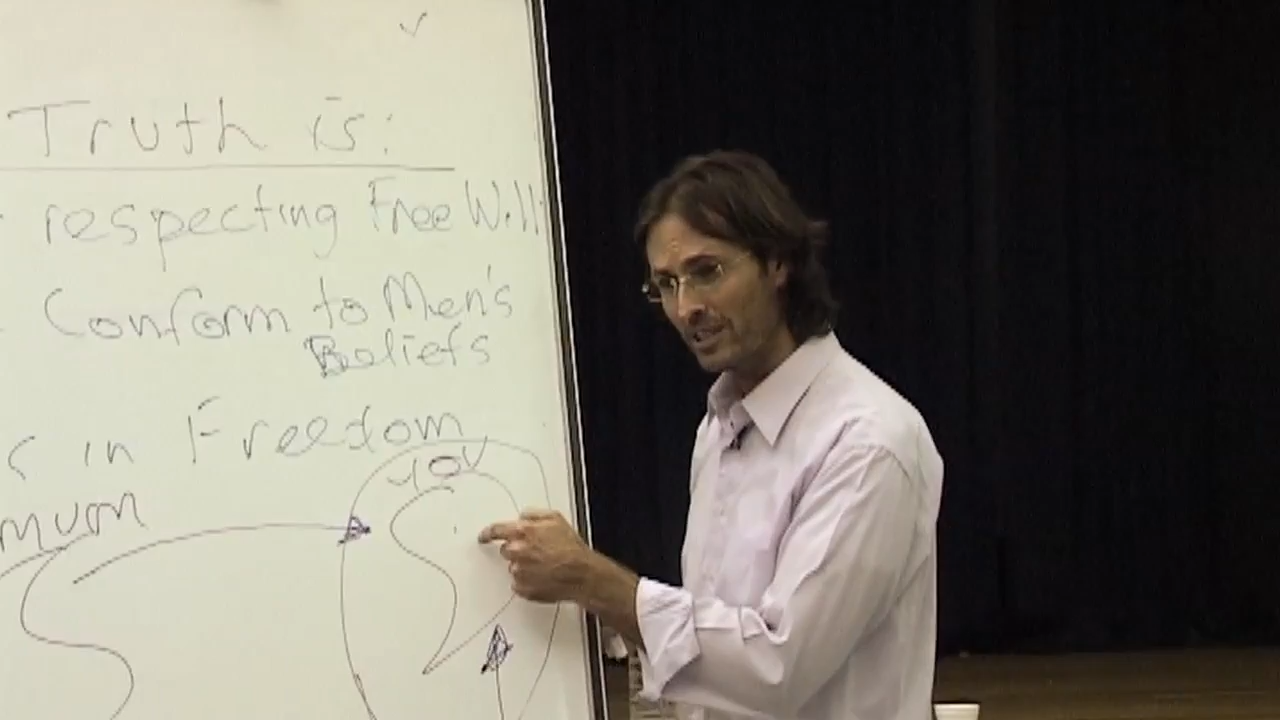 Truth is:
respecting Free Will
Conform to Men's
Beliefs
in Freedom
you
mum